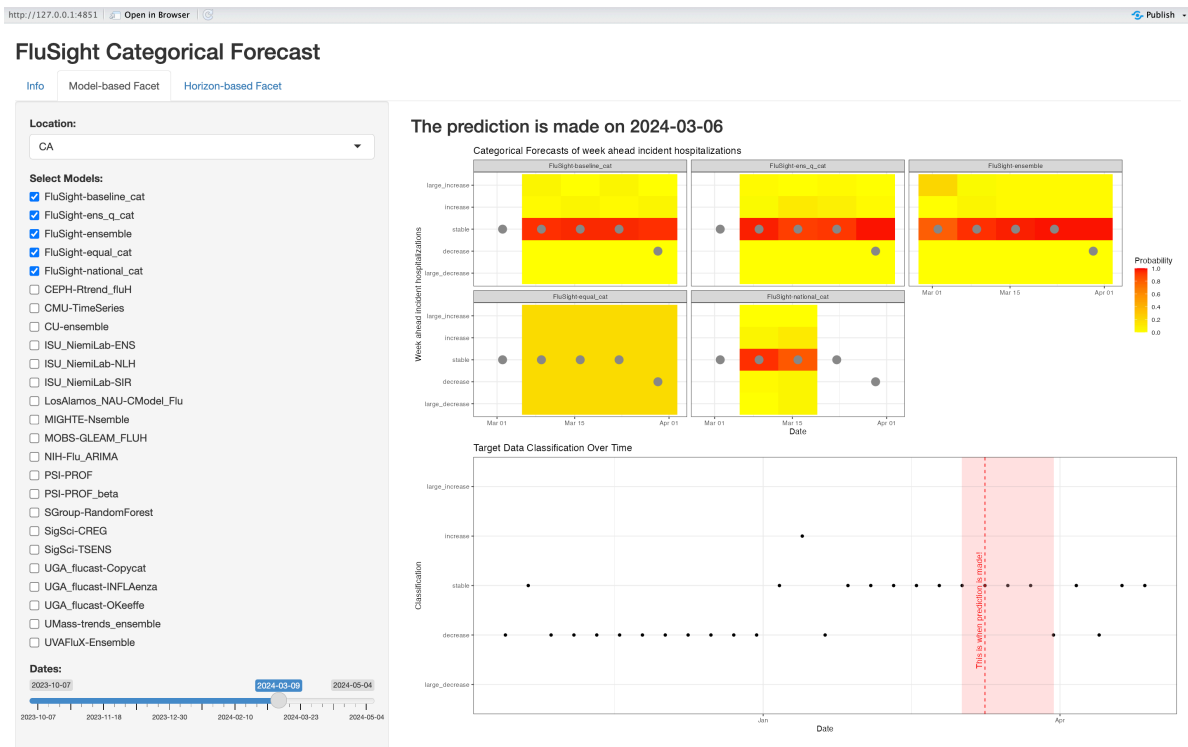 http://127.0.0.1:4851 Open in Browser Publish
FluSight Categorical Forecast
Info Model-based Facet Horizon-based Facet
Location:
CA
Select Models:
FluSight-baseline_cat
FluSight-ens_q_cat
FluSight-ensemble
FluSight-equal_cat
FluSight-national_cat
CEPH-Rtrend_fluH
CMU-TimeSeries
CU-ensemble
ISU_NiemiLab-ENS
ISU_NiemiLab-NLH
ISU_NiemiLab-SIR
LosAlamos_NAU-CModel_Flu
MIGHTE-Nsemble
MOBS-GLEAM_FLUH
NIH-Flu_ARIMA
PSI-PROF
PSI-PROF_beta
SGroup-RandomForest
SigSci-CREG
SigSci-TSENS
UGA_flucast-Copycat
UGA_flucast-INFLAenza
UGA_flucast-OKeeffe
UMass-trends_ensemble
UVAFluX-Ensemble
Dates:
2023-10-07 2024-03-09 2024-05-04
2023-10-07 2023-11-18 2023-12-30 2024-02-10 2024-03-23 2024-05-04
The prediction is made on 2024-03-06
Categorical Forecasts of week ahead incident hospitalizations
FluSight-baseline_cat FluSight-ens_q_cat FluSight-ensemble
large_increase
increase
stable
decrease
large_decrease
Mar 01 Mar 15 Apr 01
FluSight-equal_cat FluSight-national_cat
large_increase
increase
stable
decrease
large_decrease
Mar 01 Mar 15 Apr 01 Mar 01 Mar 15 Apr 01
Date
Week ahead incident hospitalizations
Probability
1.0
0.8
0.6
0.4
0.2
0.0
Target Data Classification Over Time
large_increase
increase
stable
decrease
large_decrease
Classification
This is when prediction is made!
Jan Apr
Date